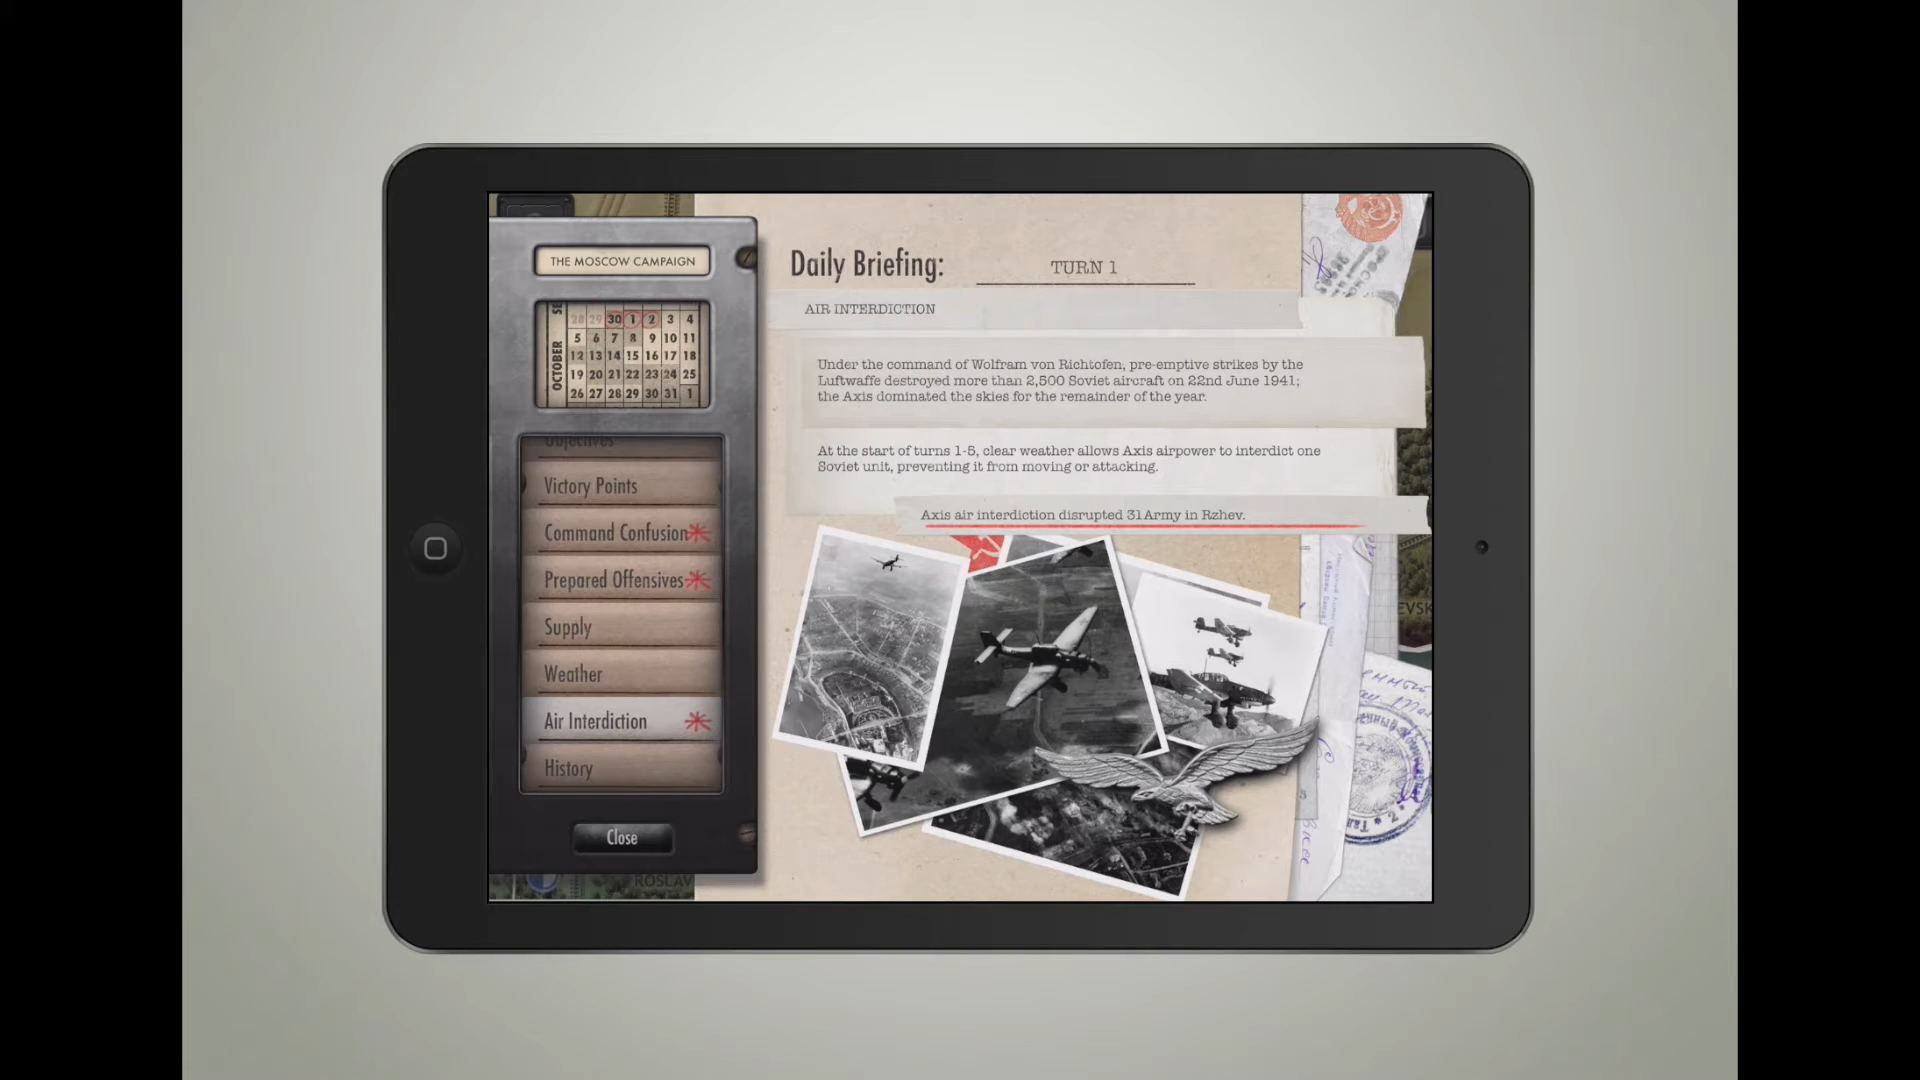 THE MOSCOW CAMPAIGN
28 29 30 1 2 3 4
OCTOBER
5 6 7 8 9 10 11
12 13 14 15 16 17 18
19 20 21 22 23 24 25
26 27 28 29 30 31 1
Objectives
Victory Points
Command Confusion
Prepared Offensives
Supply
Weather
Air Interdiction
History
Close
Daily Briefing:
TURN 1
AIR INTERDICTION
Under the command of Wolfram von Richtofen, pre-emptive strikes by the
Luftwaffe destroyed more than 2,500 Soviet aircraft on 22nd June 1941;
the Axis dominated the skies for the remainder of the year.
At the start of turns 1-5, clear weather allows Axis airpower to interdict one
Soviet unit, preventing it from moving or attacking.
Axis air interdiction disrupted 31Army in Rzhev.
ROSLAV
EVSK